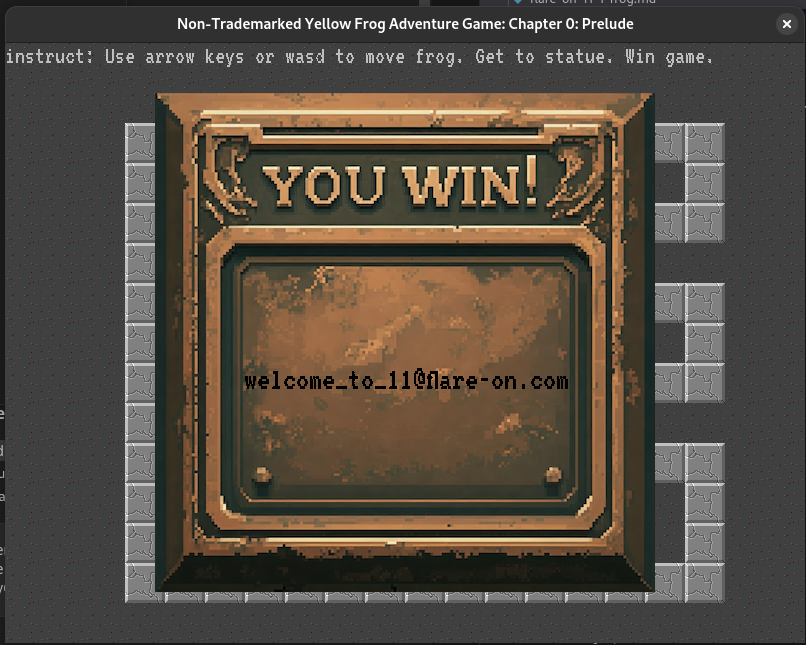 Non-Trademarked Yellow Frog Adventure Game: Chapter 0: Prelude
instruct: Use arrow keys or wasd to move frog. Get to statue. Win game.
YOU WIN!
welcome_to_11@flare-on.com